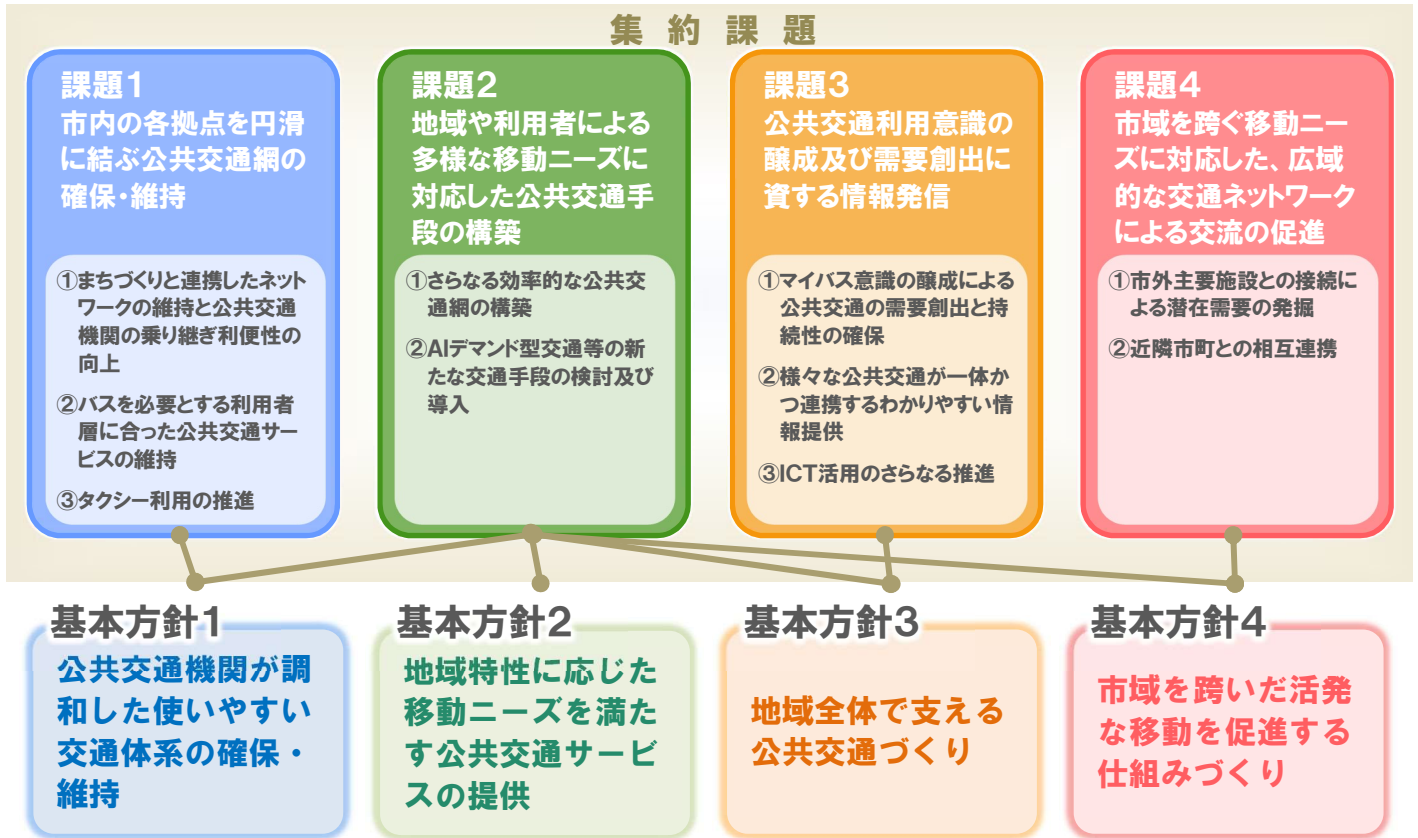 集約課題
課題1
市内の各拠点を円滑
に結ぶ公共交通網の
確保・維持
①まちづくりと連携したネット
ワークの維持と公共交通
機関の乗り継ぎ利便性の
向上
②バスを必要とする利用者
層に合った公共交通サー
ビスの維持
③タクシー利用の推進
課題2
地域や利用者による
多様な移動ニーズに
対応した公共交通手
段の構築
①さらなる効率的な公共交
通網の構築
②AIデマンド型交通等の新
たな交通手段の検討及び
導入
課題3
公共交通利用意識の
醸成及び需要創出に
資する情報発信
①マイバス意識の醸成による
公共交通の需要創出と持
続性の確保
②様々な公共交通が一体か
つ連携するわかりやすい情
報提供
③ICT活用のさらなる推進
課題4
市域を跨ぐ移動ニー
ズに対応した、広域
的な交通ネットワーク
による交流の促進
①市外主要施設との接続に
よる潜在需要の発掘
②近隣市町との相互連携
基本方針1
公共交通機関が調
和した使いやすい
交通体系の確保・
維持
基本方針2
地域特性に応じた
移動ニーズを満た
す公共交通サービ
スの提供
基本方針3
地域全体で支える
公共交通づくり
基本方針4
市域を跨いだ活発
な移動を促進する
仕組みづくり